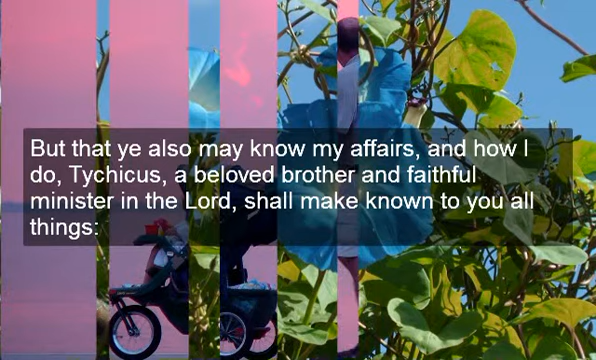 But that ye also may know my affairs, and how I
do, Tychicus, a beloved brother and faithful
minister in the Lord, shall make known to you all
things: